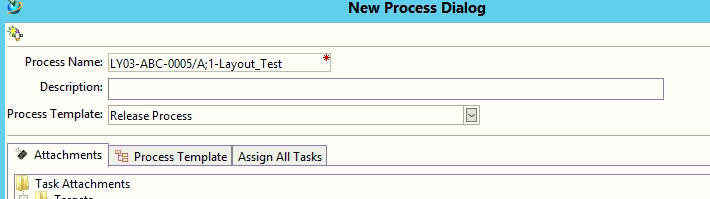 New Process Dialog
Process Name: LY03-ABC-0005/A;1-Layout_Test *
Description:
Process Template: Release Process
Attachments Process Template Assign All Tasks
Task Attachments
Targets